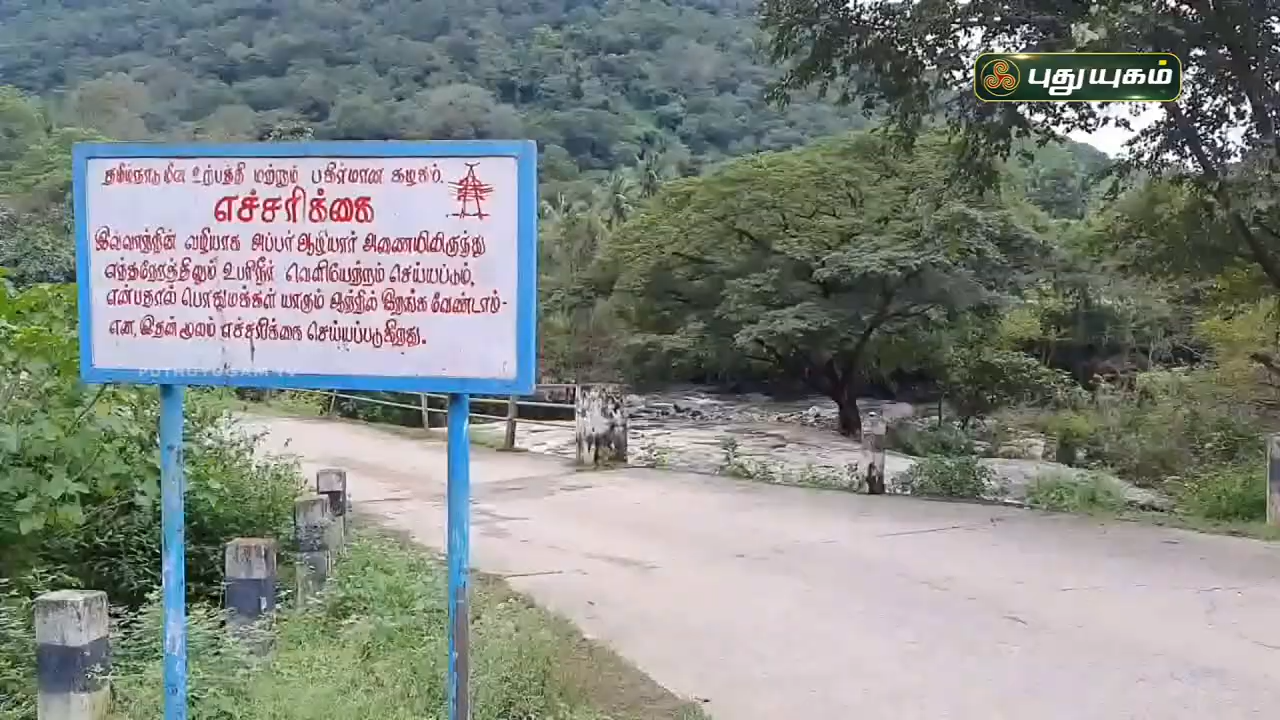 புதுயுகம்
தமிழ்நாடு மின் உற்பத்தி மற்றும் பகிர்மான கழகம்.
எச்சரிக்கை
இவ்வாற்றின் வழியாக அப்பர் ஆழியார் அணையிலிருந்து
எந்தநேரத்திலும் உபரிநீர் வெளியேற்றம் செய்யப்படும்.
என்பதால் பொதுமக்கள் யாரும் ஆற்றில் இறங்க வேண்டாம்-
என, இதன் மூலம் எச்சரிக்கை செய்யப்படுகிறது.
PUTHUYUGAM TV